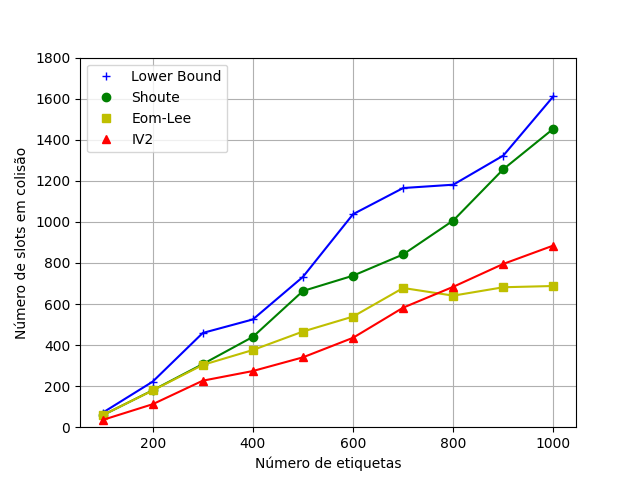 1800
1600
1400
1200
1000
800
600
400
200
0
Número de slots em colisão
Lower Bound
Shoute
Eom-Lee
IV2
200
400
600
800
1000
Número de etiquetas